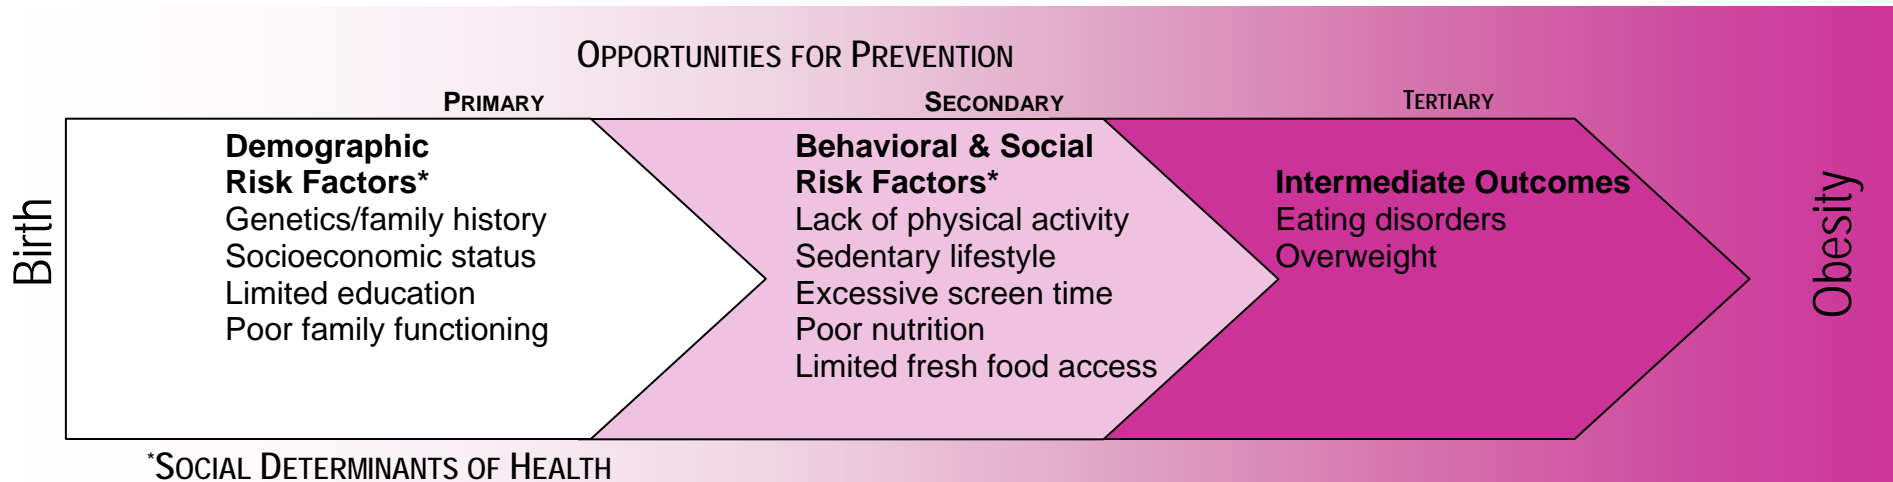 OPPORTUNITIES FOR PREVENTION
PRIMARY
SECONDARY
TERTIARY
Birth
Demographic
Risk Factors*
Genetics/family history
Socioeconomic status
Limited education
Poor family functioning
Behavioral & Social
Risk Factors*
Lack of physical activity
Sedentary lifestyle
Excessive screen time
Poor nutrition
Limited fresh food access
Intermediate Outcomes
Eating disorders
Overweight
Obesity
*SOCIAL DETERMINANTS OF HEALTH